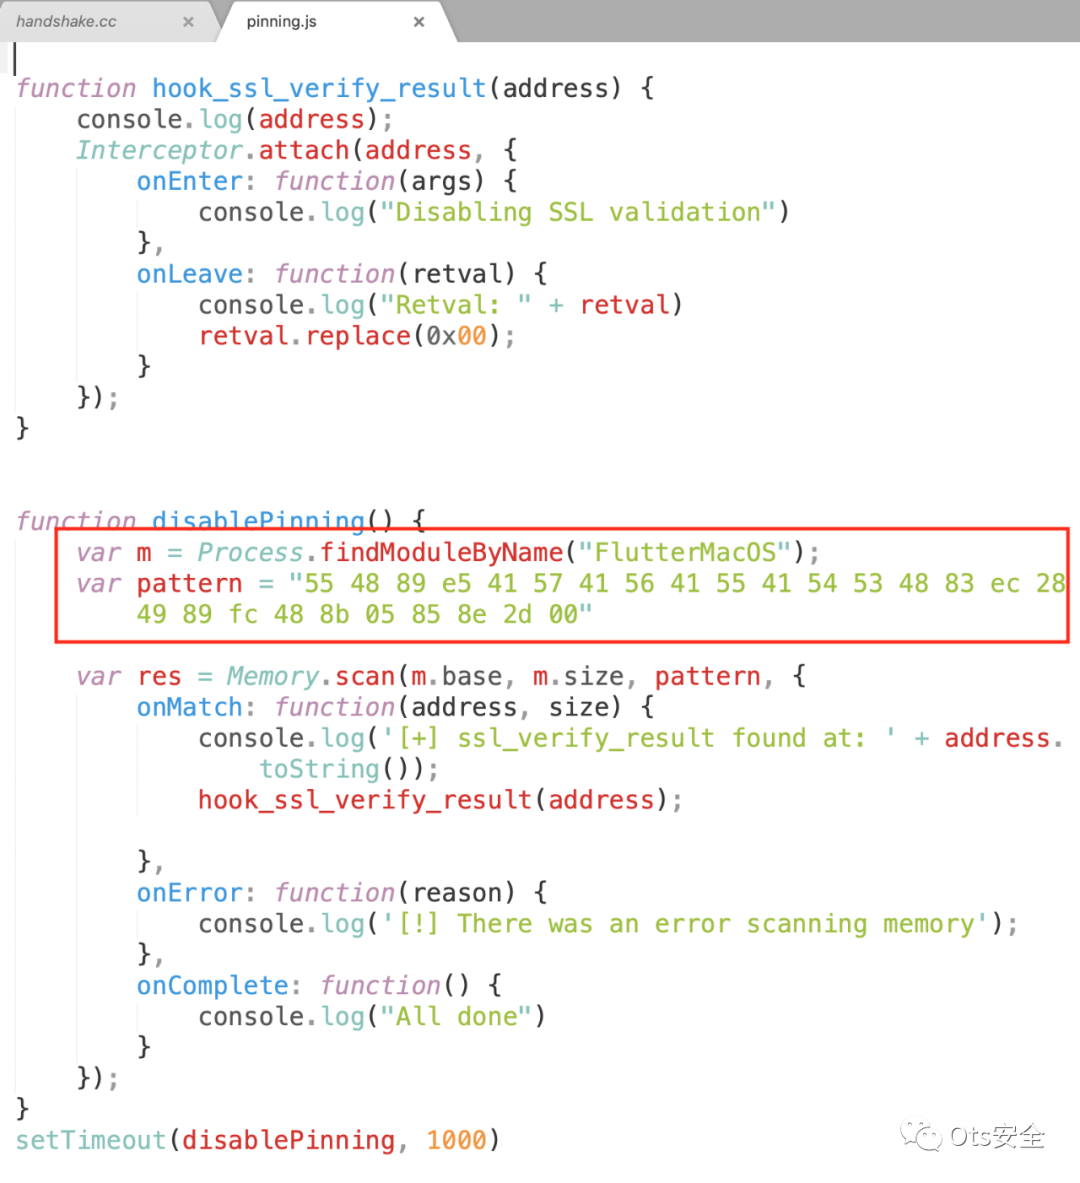 handshake.cc × pinning.js ×
function hook_ssl_verify_result(address) {
console.log(address);
Interceptor.attach(address, {
onEnter: function(args) {
console.log("Disabling SSL validation")
},
onLeave: function(retval) {
console.log("Retval: " + retval)
retval.replace(0x00);
}
});
}
function disablePinning() {
var m = Process.findModuleByName("FlutterMacOS");
var pattern = "55 48 89 e5 41 57 41 56 41 55 41 54 53 48 83 ec 28
49 89 fc 48 8b 05 85 8e 2d 00"
var res = Memory.scan(m.base, m.size, pattern, {
onMatch: function(address, size) {
console.log('[+] ssl_verify_result found at: ' + address.
toString());
hook_ssl_verify_result(address);
},
onError: function(reason) {
console.log('[!] There was an error scanning memory');
},
onComplete: function() {
console.log("All done")
}
});
}
setTimeout(disablePinning, 1000)
Ots安全